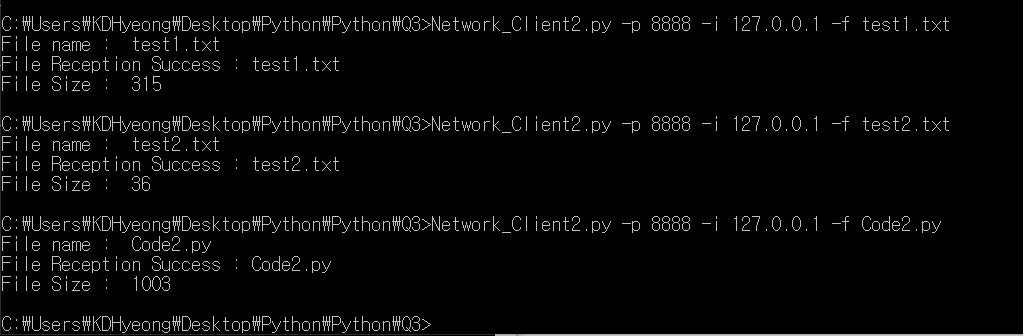 C:₩Users₩KDHyeong₩Desktop₩Python₩Python₩Q3>Network_Client2.py -p 8888 -i 127.0.0.1 -f test1.txt
File name :  test1.txt
File Reception Success : test1.txt
File Size :  315
C:₩Users₩KDHyeong₩Desktop₩Python₩Python₩Q3>Network_Client2.py -p 8888 -i 127.0.0.1 -f test2.txt
File name :  test2.txt
File Reception Success : test2.txt
File Size :  36
C:₩Users₩KDHyeong₩Desktop₩Python₩Python₩Q3>Network_Client2.py -p 8888 -i 127.0.0.1 -f Code2.py
File name :  Code2.py
File Reception Success : Code2.py
File Size :  1003
C:₩Users₩KDHyeong₩Desktop₩Python₩Python₩Q3>